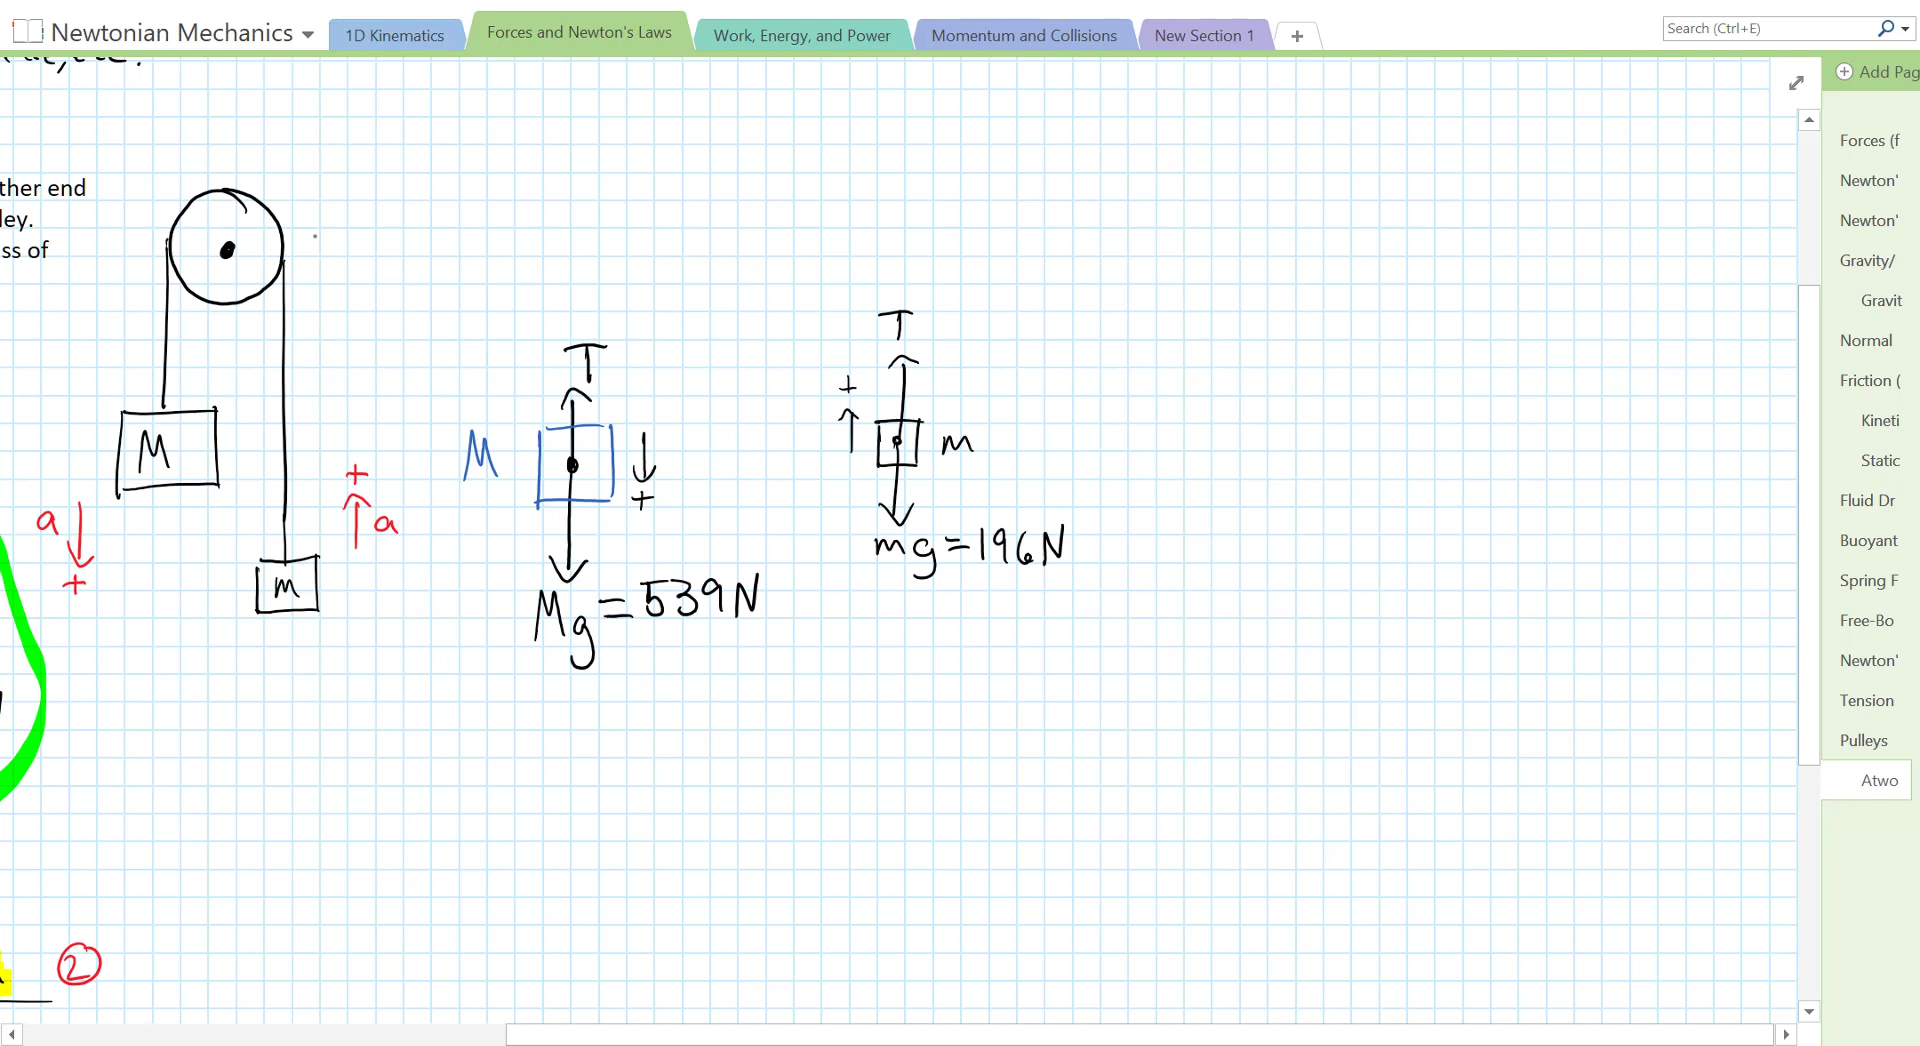 Newtonian Mechanics
1D Kinematics
Forces and Newton's Laws
Work, Energy, and Power
Momentum and Collisions
New Section 1
+
Search (Ctrl+E)
Add Pag
Forces (f
Newton'
Newton'
Gravity/
Gravit
Normal
Friction (
Kineti
Static
Fluid Dr
Buoyant
Spring F
Free-Bo
Newton'
Tension
Pulleys
Atwo
ther end
ley.
ss of
M
m
a
+
+
a
T
M
+
Mg=539N
T
+
m
mg=196N
2